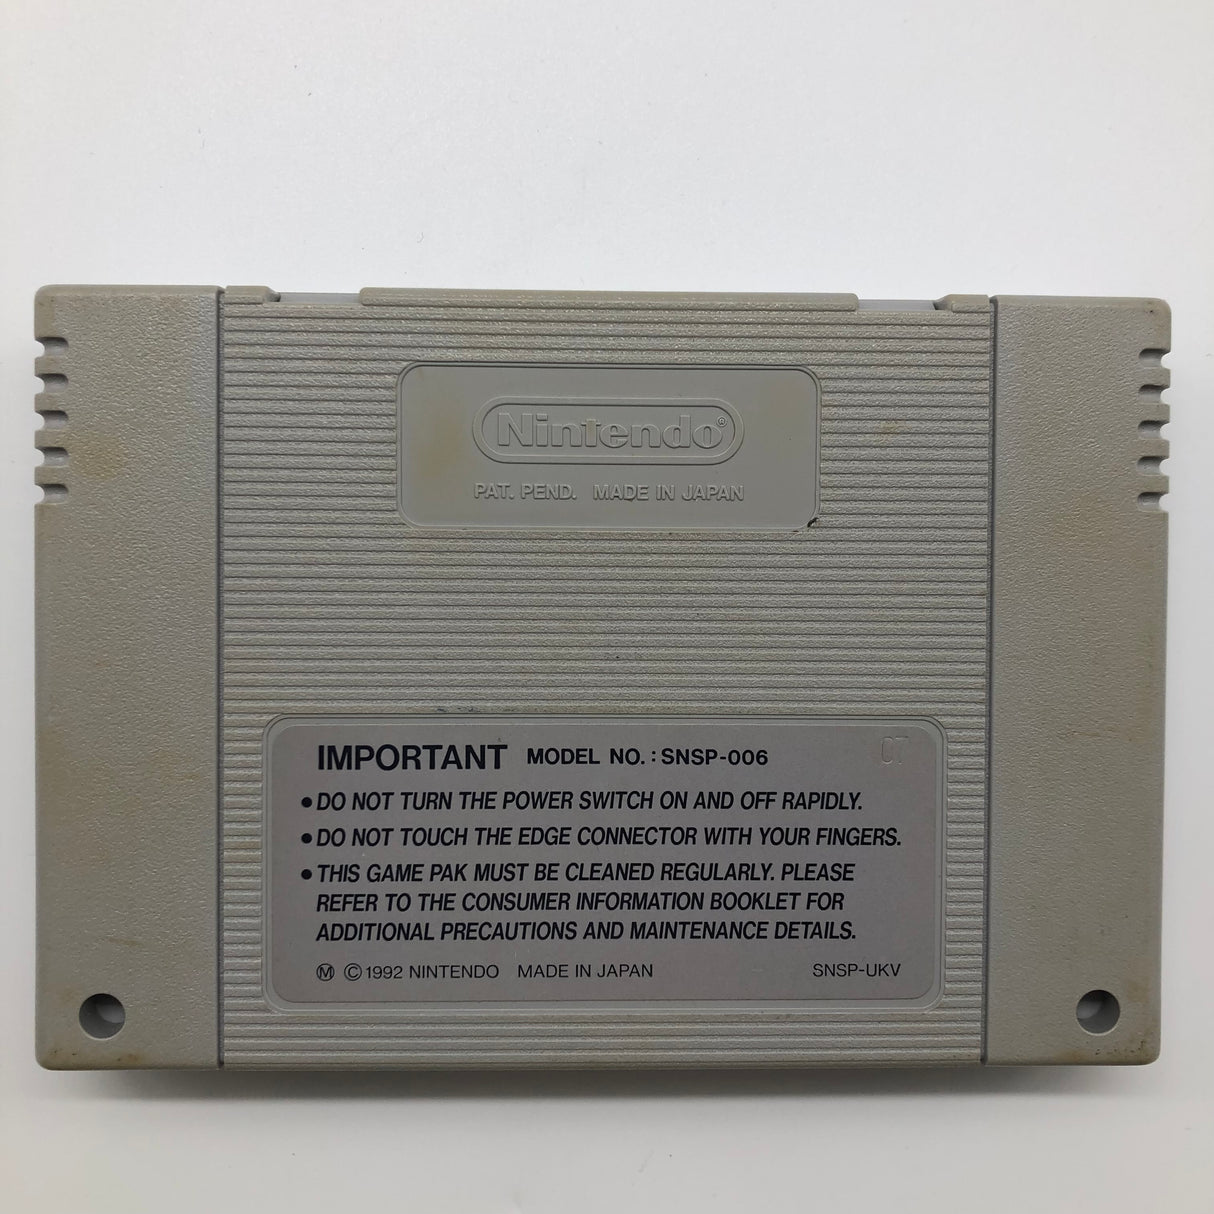 Nintendo®
PAT. PEND. MADE IN JAPAN
IMPORTANT MODEL NO. : SNSP-006
07
• DO NOT TURN THE POWER SWITCH ON AND OFF RAPIDLY.
• DO NOT TOUCH THE EDGE CONNECTOR WITH YOUR FINGERS.
• THIS GAME PAK MUST BE CLEANED REGULARLY. PLEASE
REFER TO THE CONSUMER INFORMATION BOOKLET FOR
ADDITIONAL PRECAUTIONS AND MAINTENANCE DETAILS.
Ⓜ ©1992 NINTENDO MADE IN JAPAN SNSP-UKV